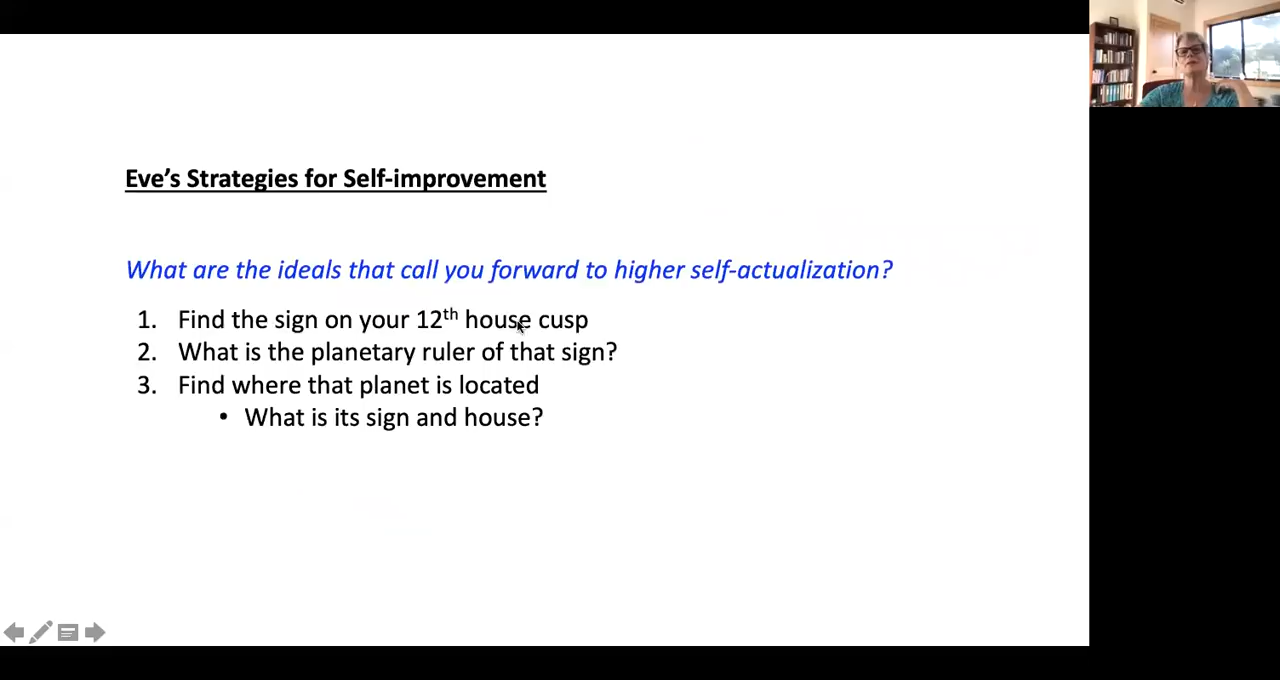 Eve’s Strategies for Self-improvement
What are the ideals that call you forward to higher self-actualization?
1. Find the sign on your 12th house cusp
2. What is the planetary ruler of that sign?
3. Find where that planet is located
• What is its sign and house?